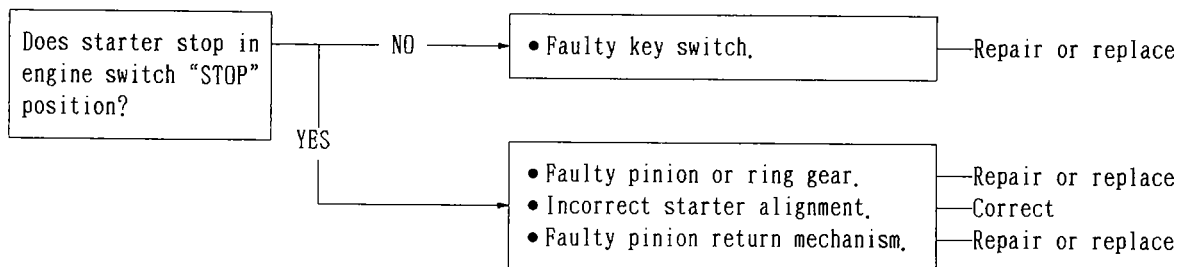 Does starter stop in
engine switch “STOP”
position?
NO
• Faulty key switch.
Repair or replace
YES
• Faulty pinion or ring gear.
Repair or replace
• Incorrect starter alignment.
Correct
• Faulty pinion return mechanism.
Repair or replace